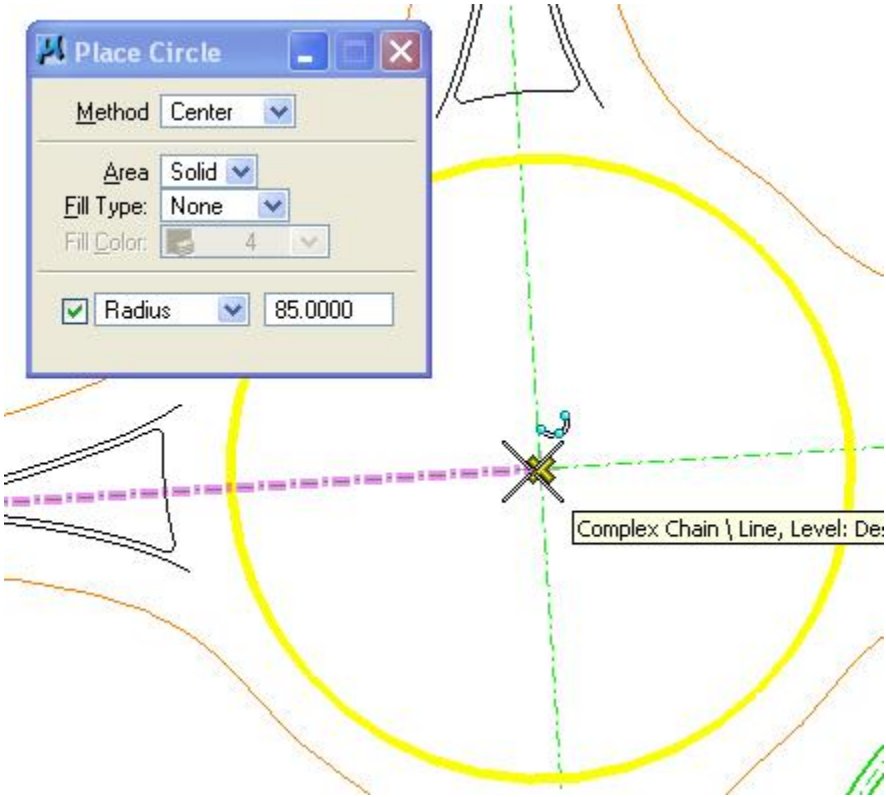 Place Circle
Method Center
Area Solid
Fill Type: None
Fill Color: 4
Radius 85.0000
Complex Chain \ Line, Level: Des